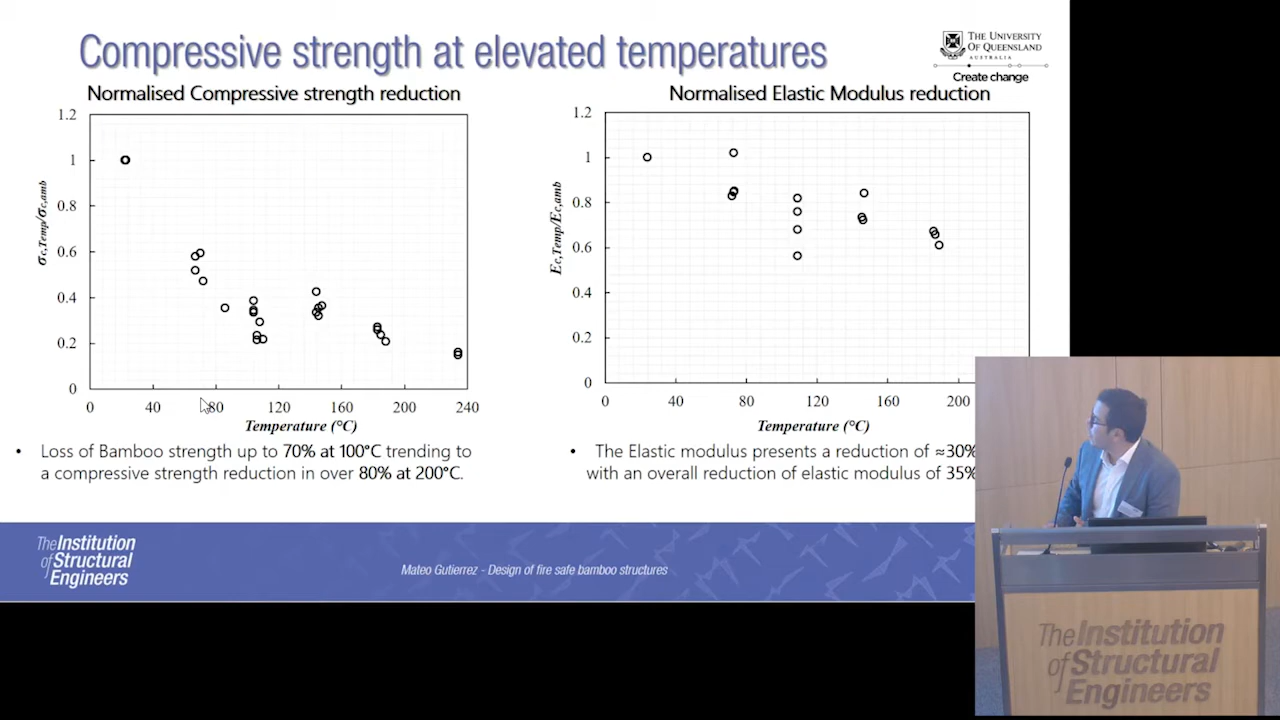 Compressive strength at elevated temperatures
THE UNIVERSITY
OF QUEENSLAND
AUSTRALIA
Create change
Normalised Compressive strength reduction
1.2
1
0.8
0.6
0.4
0.2
0
σc,Temp/σc,amb
0 40 80 120 160 200 240
Temperature (°C)
Normalised Elastic Modulus reduction
1.2
1
0.8
0.6
0.4
0.2
0
Ec,Temp/Ec,amb
0 40 80 120 160 200
Temperature (°C)
• Loss of Bamboo strength up to 70% at 100°C trending to
a compressive strength reduction in over 80% at 200°C.
• The Elastic modulus presents a reduction of ≈30%
with an overall reduction of elastic modulus of 35%
The Institution
of Structural
Engineers
Mateo Gutierrez - Design of fire safe bamboo structures
The Institution
of Structural
Engineers